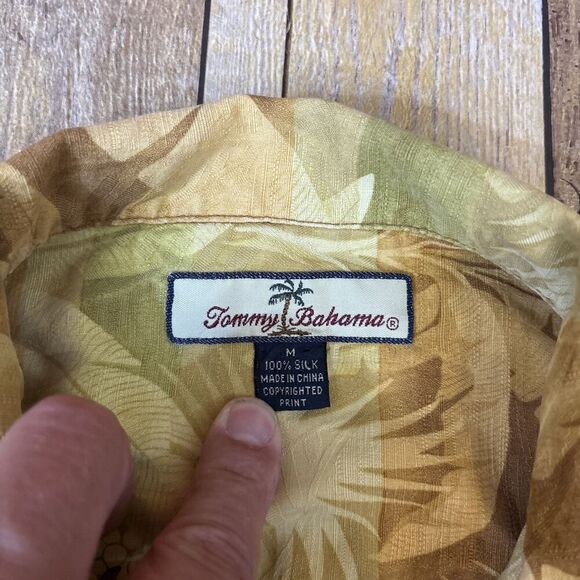 Tommy Bahama®
M
100% SILK
MADE IN CHINA
COPYRIGHTED
PRINT